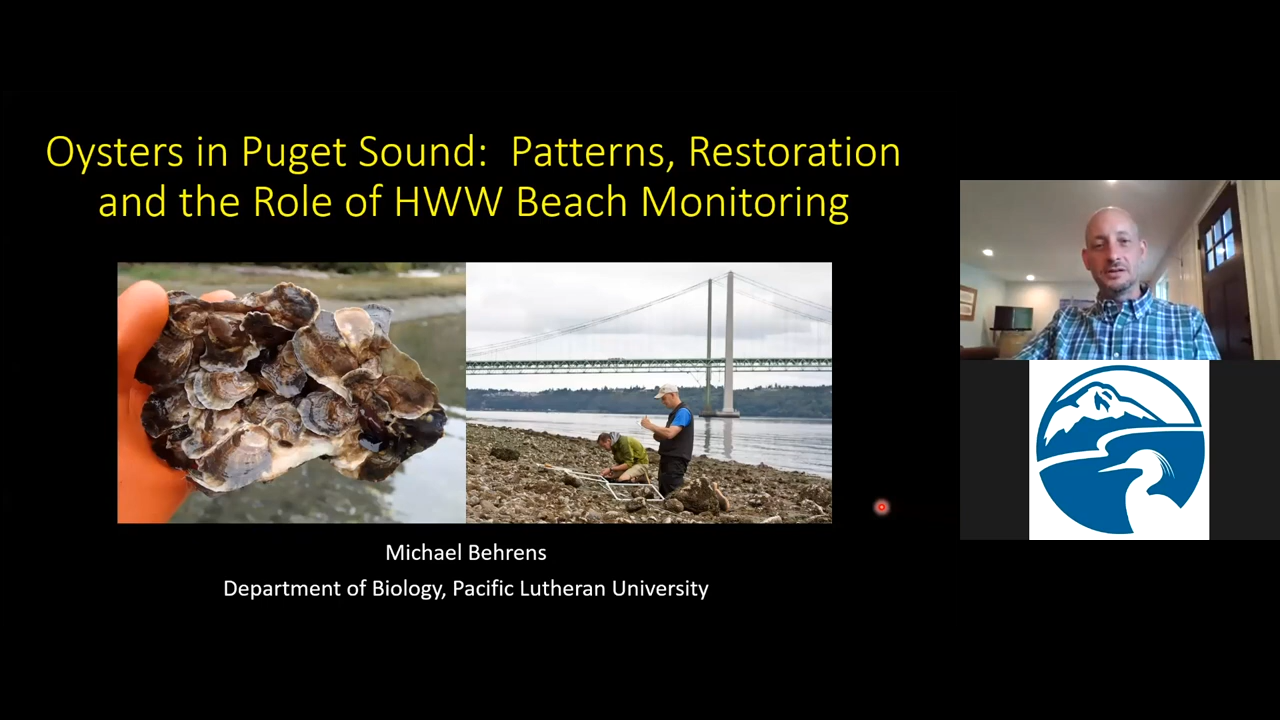 Oysters in Puget Sound:  Patterns, Restoration
and the Role of HWW Beach Monitoring
Michael Behrens
Department of Biology, Pacific Lutheran University